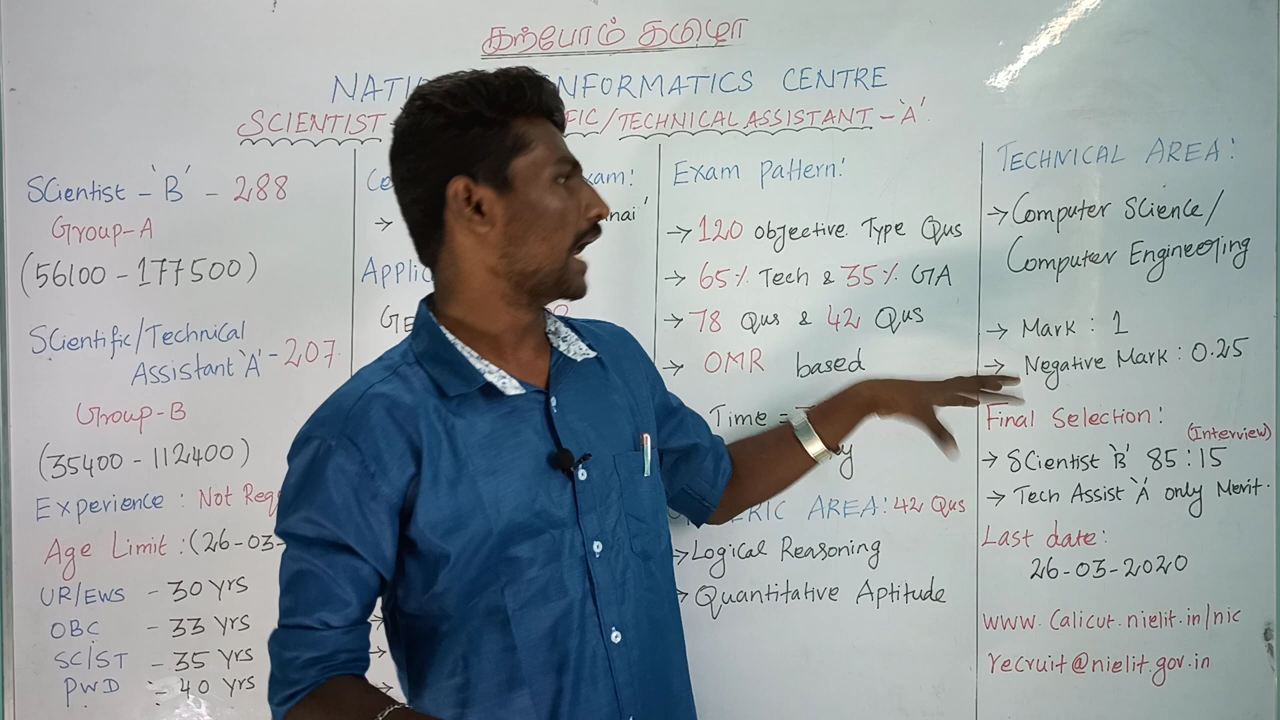 கற்போம் தமிழா
INFORMATICS CENTRE
SCIENTIST
/TECHNICAL ASSISTANT - `A'.
Scientist - `B' - 288
Group-A
(56100 - 177500)
Scientific/Technical
Assistant `A' - 207.
Group-B
(35400 - 112400)
Experience : Not
Age Limit : (26-03-
UR/EWS - 30 yrs
OBC - 33 yrs
SC/ST - 35 yrs
PWD - 40 yrs
Exam Pattern:
→ 120 objective Type Qus
→ 65% Tech & 35% GA
→ 78 Qus & 42 Qus
→ OMR based
Time =
AREA: 42 Qus
→ Logical Reasoning
→ Quantitative Aptitude
TECHNICAL AREA:
→ Computer Science/
Computer Engineering
→ Mark : 1
→ Negative Mark : 0.25
Final Selection:
(Interview)
→ Scientist `B' 85 : 15
→ Tech Assist `A' only Merit.
Last date:
26-03-2020
www.calicut.nielit.in/nic
recruit@nielit.gov.in